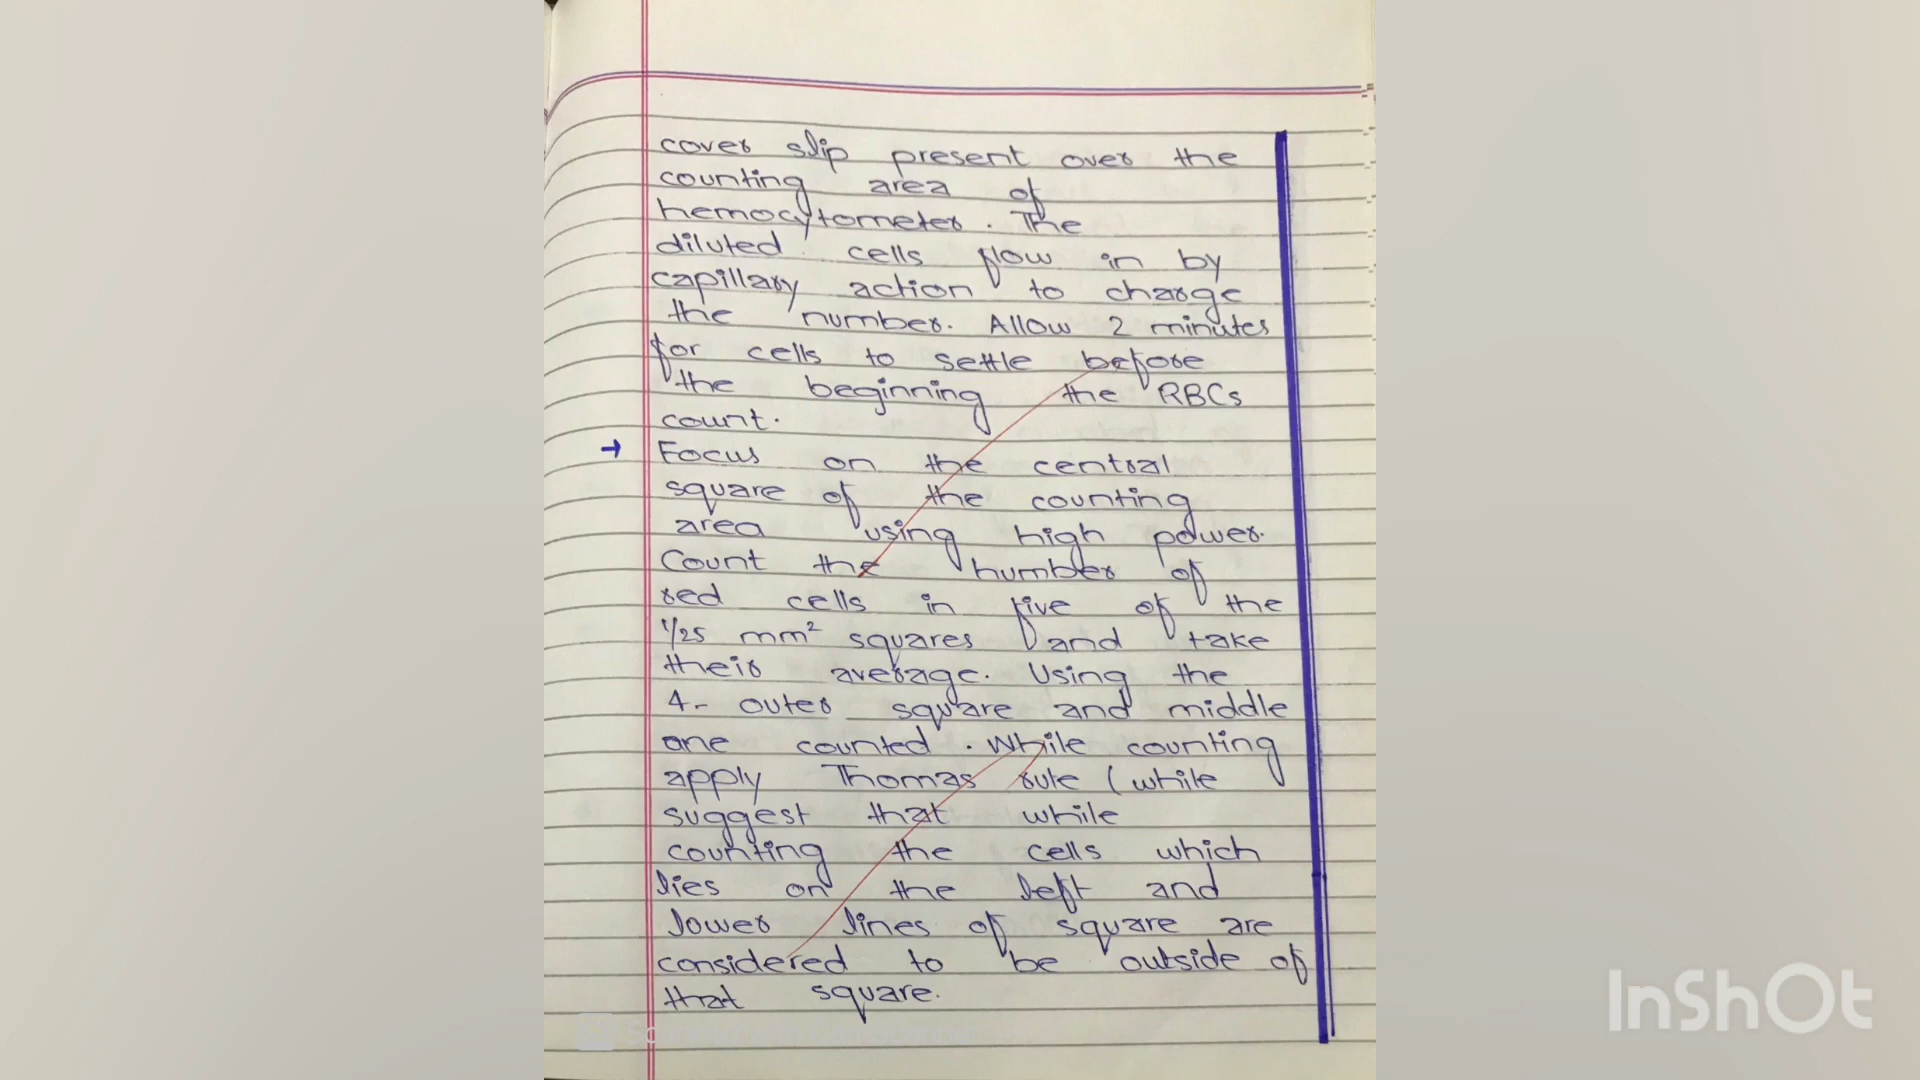 cover slip present over the
counting area of
hemocytometer. The
diluted cells flow in by
capillary action to charge
the number. Allow 2 minutes
for cells to settle before
the beginning the RBCs
count.
→ Focus on the central
square of the counting
area using high power.
Count the number of
red cells in five of the
1/25 mm² squares and take
their average. Using the
4- outer square and middle
one counted. While counting
apply Thomas rule (while
suggest that while
counting the cells which
lies on the left and
lower lines of square are
considered to be outside of
that square.
InShOt